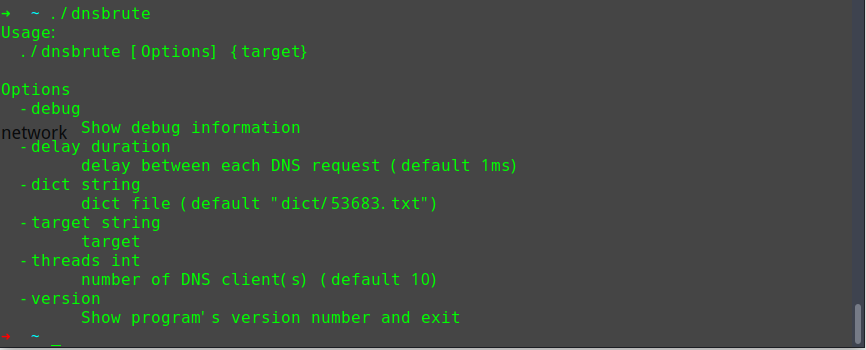 ➜ ~ ./dnsbrute
Usage:
  ./dnsbrute [Options] {target}

Options
  -debug
        Show debug information
network
  -delay duration
        delay between each DNS request (default 1ms)
  -dict string
        dict file (default "dict/53683.txt")
  -target string
        target
  -threads int
        number of DNS client(s) (default 10)
  -version
        Show program's version number and exit
➜ ~ _